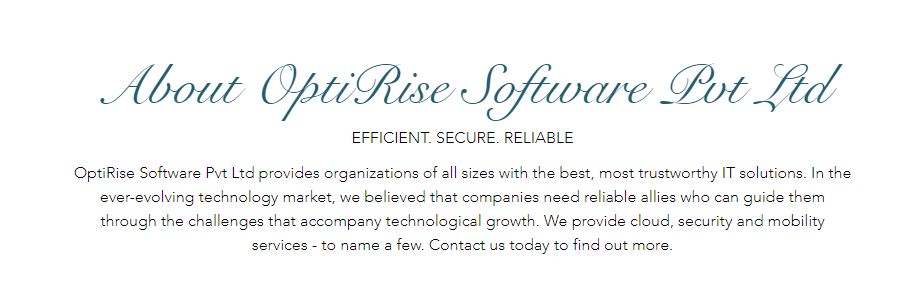 About OptiRise Software Pvt Ltd
EFFICIENT. SECURE. RELIABLE
OptiRise Software Pvt Ltd provides organizations of all sizes with the best, most trustworthy IT solutions. In the
ever-evolving technology market, we believed that companies need reliable allies who can guide them
through the challenges that accompany technological growth. We provide cloud, security and mobility
services - to name a few. Contact us today to find out more.